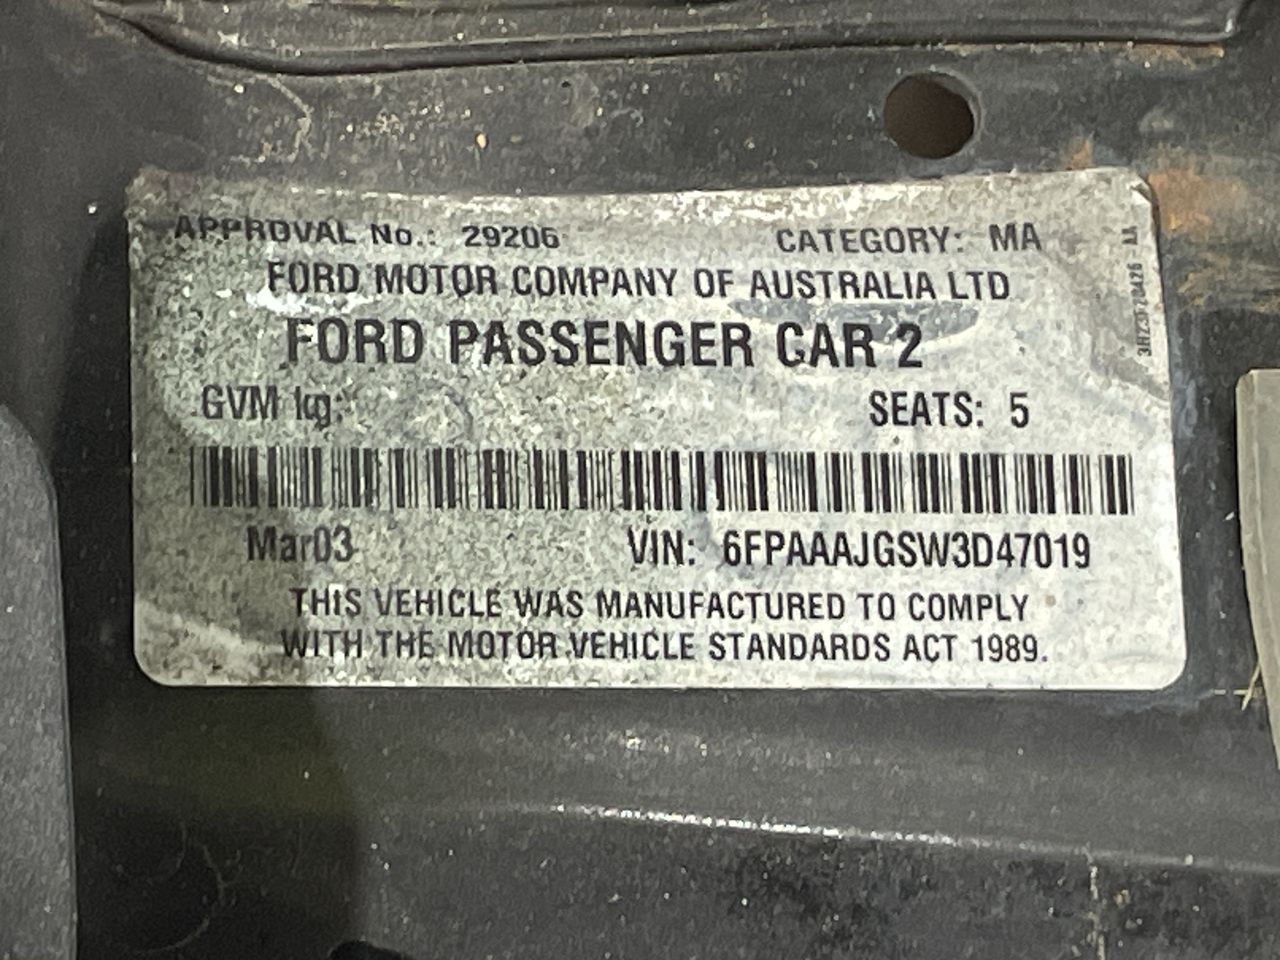 APPROVAL No.: 29206 CATEGORY: MA
FORD MOTOR COMPANY OF AUSTRALIA LTD
FORD PASSENGER CAR 2
GVM kg: SEATS: 5
Mar03 VIN: 6FPAAAJGSW3D47019
THIS VEHICLE WAS MANUFACTURED TO COMPLY
WITH THE MOTOR VEHICLE STANDARDS ACT 1989.
AA